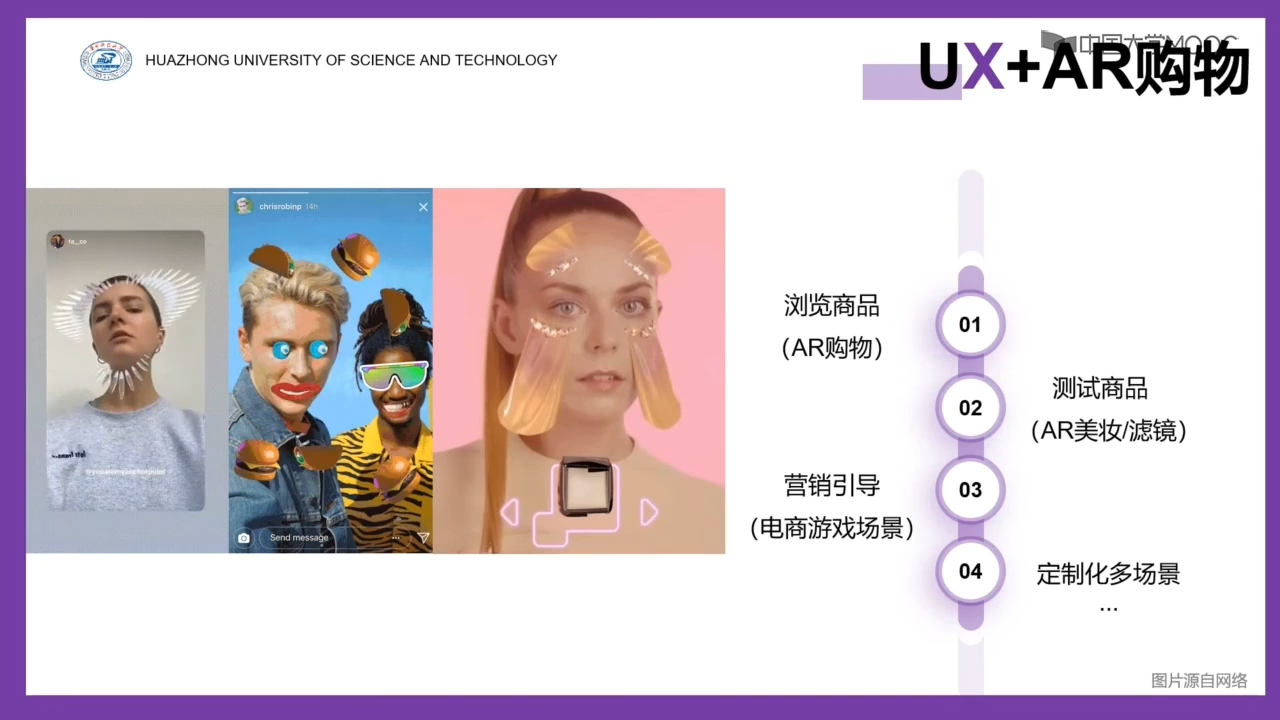 HUAZHONG UNIVERSITY OF SCIENCE AND TECHNOLOGY
中国大学MOOC
UX+AR购物
chrisrobinp 14h
Send message
浏览商品
（AR购物）
01
02
测试商品
（AR美妆/滤镜）
营销引导
（电商游戏场景）
03
04
定制化多场景
...
图片源自网络